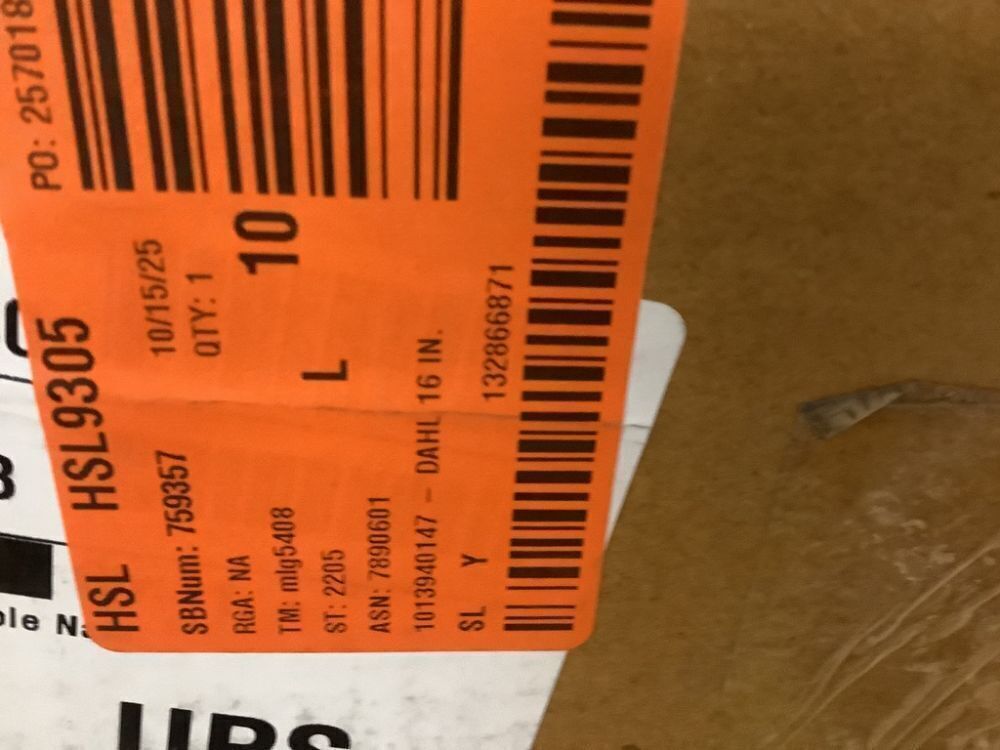 PO: 257018
HSL HSL9305
SBNum: 759357 10/15/25
RGA: NA QTY: 1
TM: mlg5408 10
ST: 2205 L
ASN: 7890601
1013940147 - DAHL 16 IN.
SL Y 132866871